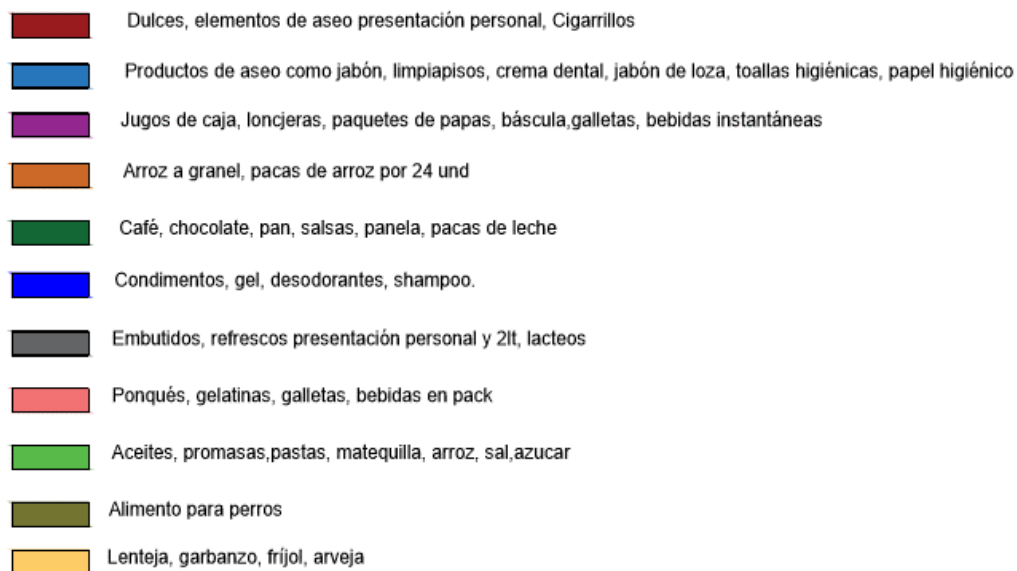 Dulces, elementos de aseo presentación personal, Cigarrillos
Productos de aseo como jabón, limpiapisos, crema dental, jabón de loza, toallas higiénicas, papel higiénico
Jugos de caja, loncjeras, paquetes de papas, báscula,galletas, bebidas instantáneas
Arroz a granel, pacas de arroz por 24 und
Café, chocolate, pan, salsas, panela, pacas de leche
Condimentos, gel, desodorantes, shampoo.
Embutidos, refrescos presentación personal y 2lt, lacteos
Ponqués, gelatinas, galletas, bebidas en pack
Aceites, promasas,pastas, matequilla, arroz, sal,azucar
Alimento para perros
Lenteja, garbanzo, fríjol, arveja